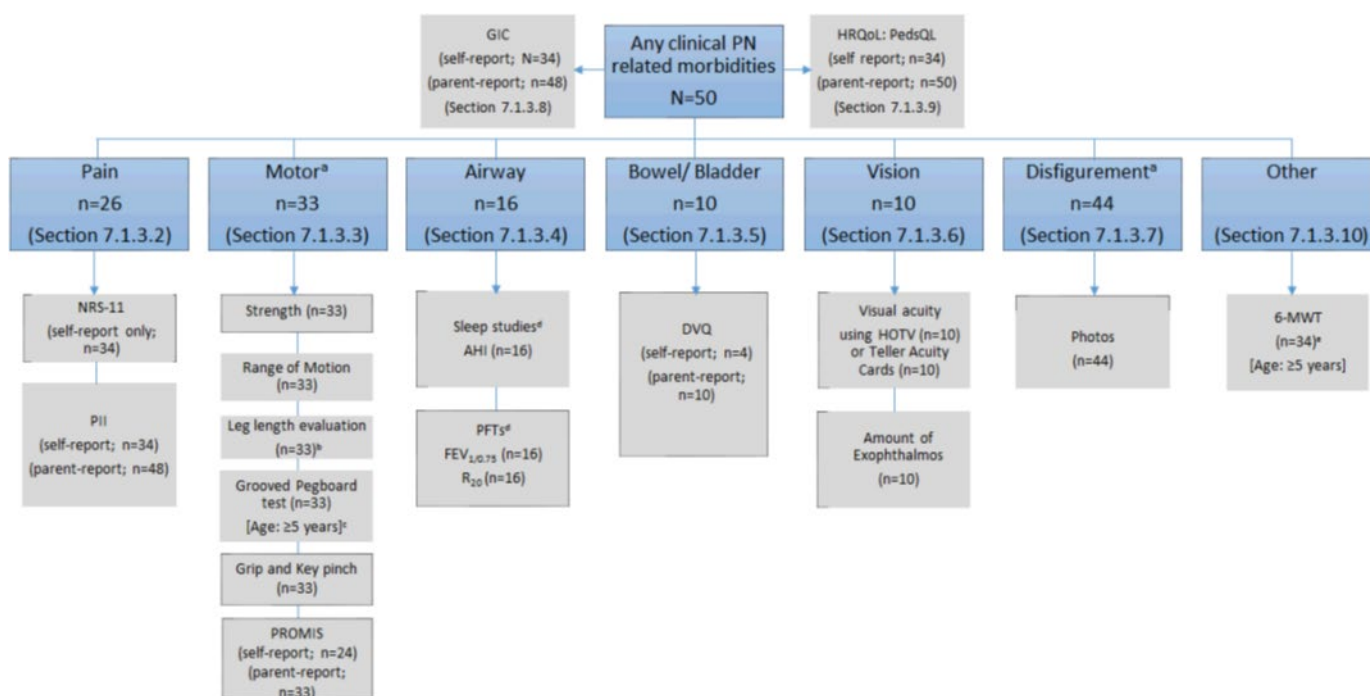 GIC
(self-report; N=34)
(parent-report; n=48)
(Section 7.1.3.8)
Any clinical PN
related morbidities
N=50
HRQoL: PedsQL
(self report; n=34)
(parent-report; n=50)
(Section 7.1.3.9)
Pain
n=26
(Section 7.1.3.2)
Motorᵃ
n=33
(Section 7.1.3.3)
Airway
n=16
(Section 7.1.3.4)
Bowel/ Bladder
n=10
(Section 7.1.3.5)
Vision
n=10
(Section 7.1.3.6)
Disfigurementᵃ
n=44
(Section 7.1.3.7)
Other
(Section 7.1.3.10)
NRS-11
(self-report only;
n=34)
PII
(self-report; n=34)
(parent-report; n=48)
Strength (n=33)
Range of Motion
(n=33)
Leg length evaluation
(n=33)ᵇ
Grooved Pegboard
test (n=33)
[Age: ≥5 years]ᶜ
Grip and Key pinch
(n=33)
PROMIS
(self-report; n=24)
(parent-report;
n=33)
Sleep studiesᵈ
AHI (n=16)
PFTsᵈ
FEV₁/₀.₇₅ (n=16)
R₂₀ (n=16)
DVQ
(self-report; n=4)
(parent-report;
n=10)
Visual acuity
using HOTV (n=10)
or Teller Acuity
Cards (n=10)
Amount of
Exophthalmos
(n=10)
Photos
(n=44)
6-MWT
(n=34)ᵉ
[Age: ≥5 years]